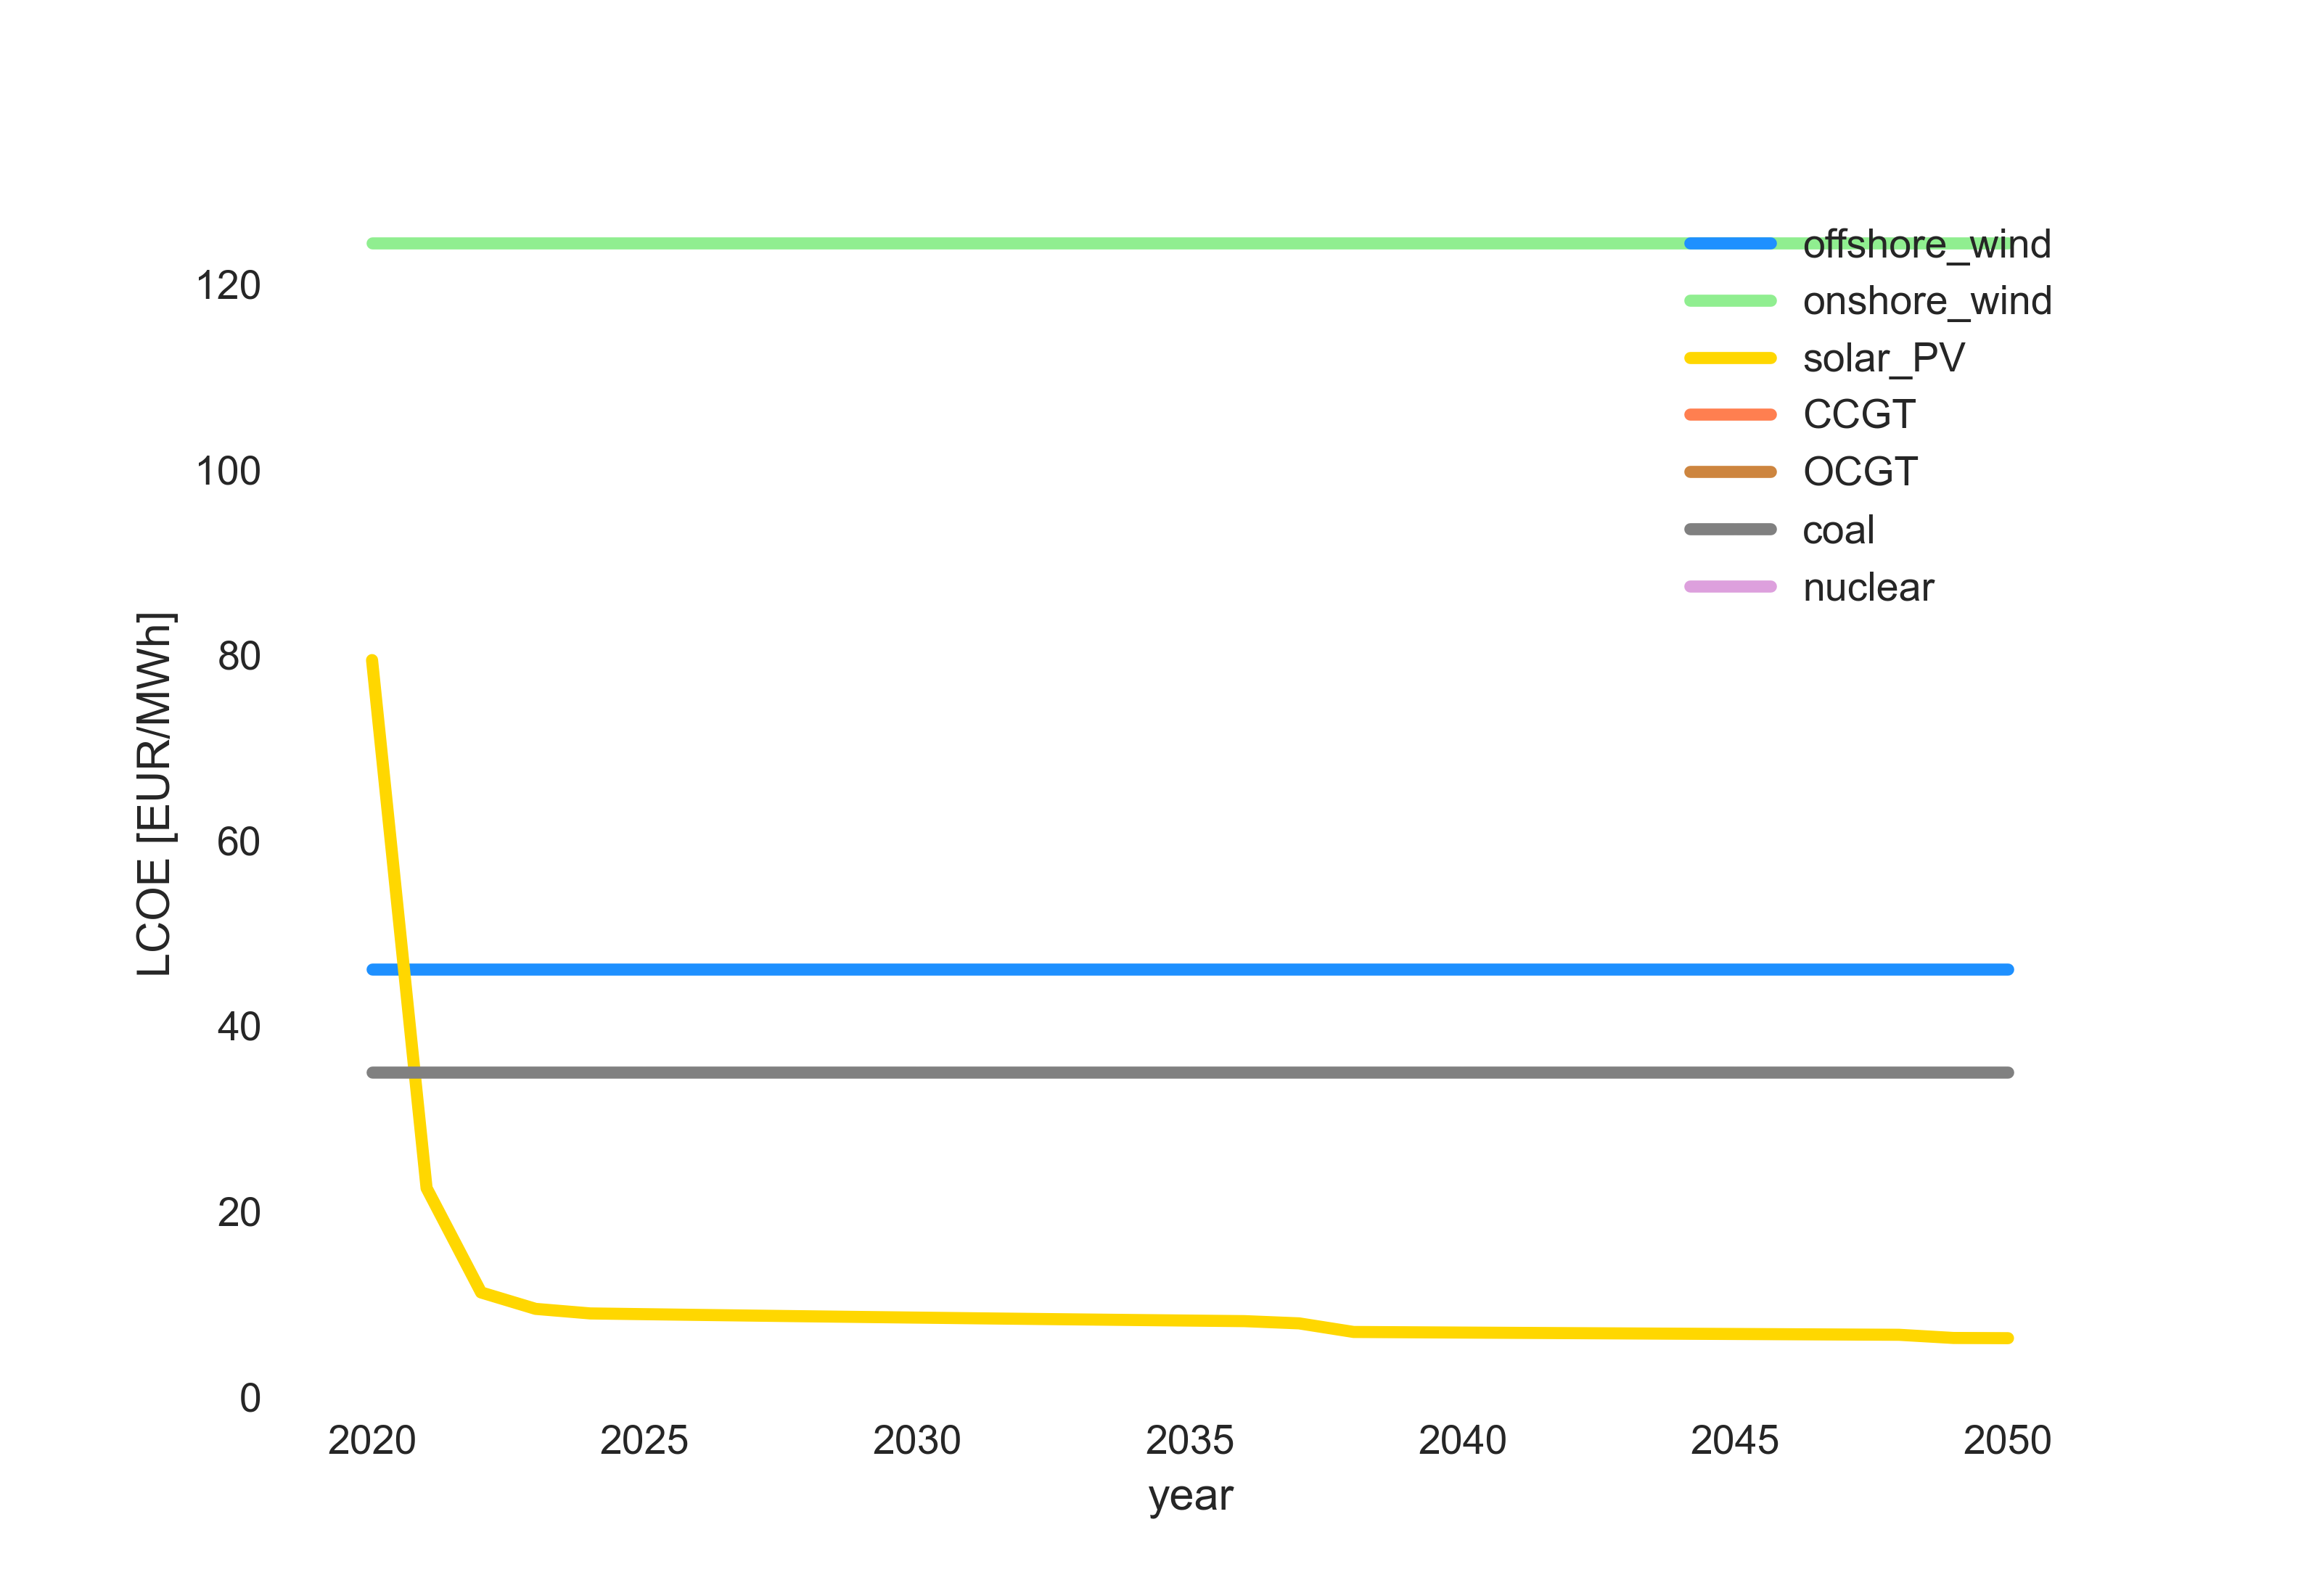 120
100
80
60
40
20
0
LCOE [EUR/MWh]
offshore_wind
onshore_wind
solar_PV
CCGT
OCGT
coal
nuclear
2020 2025 2030 2035 2040 2045 2050
year